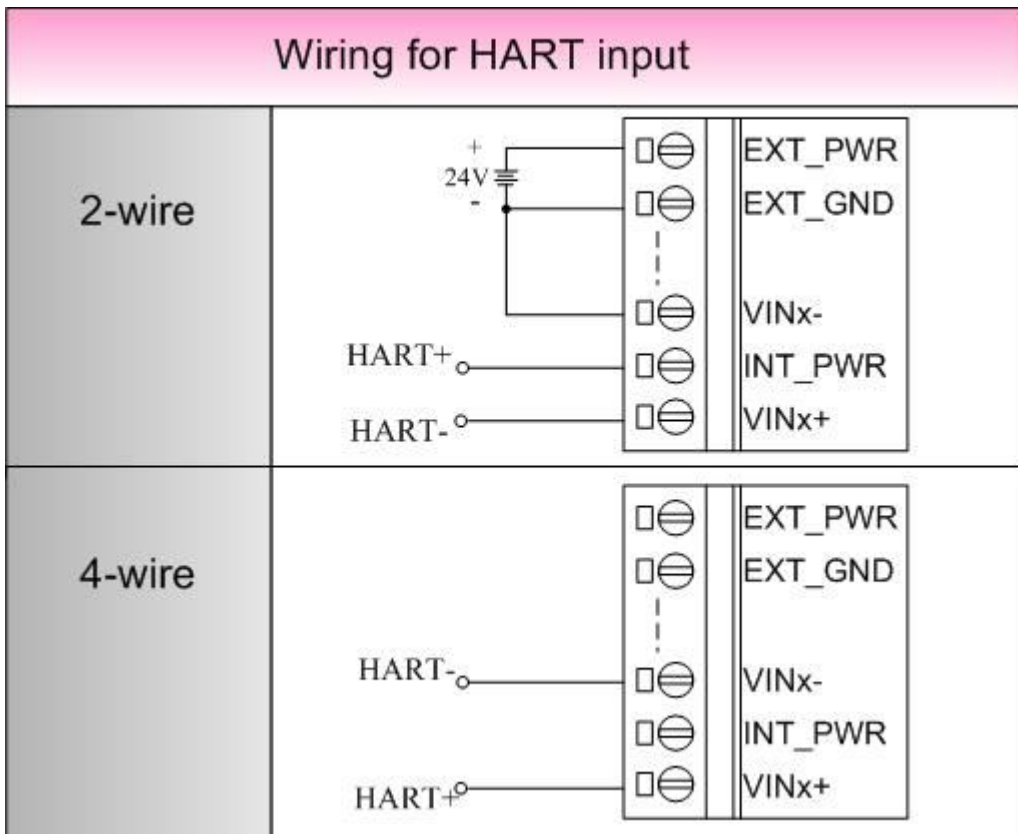 Wiring for HART input
2-wire
+
24V
-
EXT_PWR
EXT_GND
VINx-
HART+
INT_PWR
HART-
VINx+
4-wire
EXT_PWR
EXT_GND
HART-
VINx-
INT_PWR
HART+
VINx+